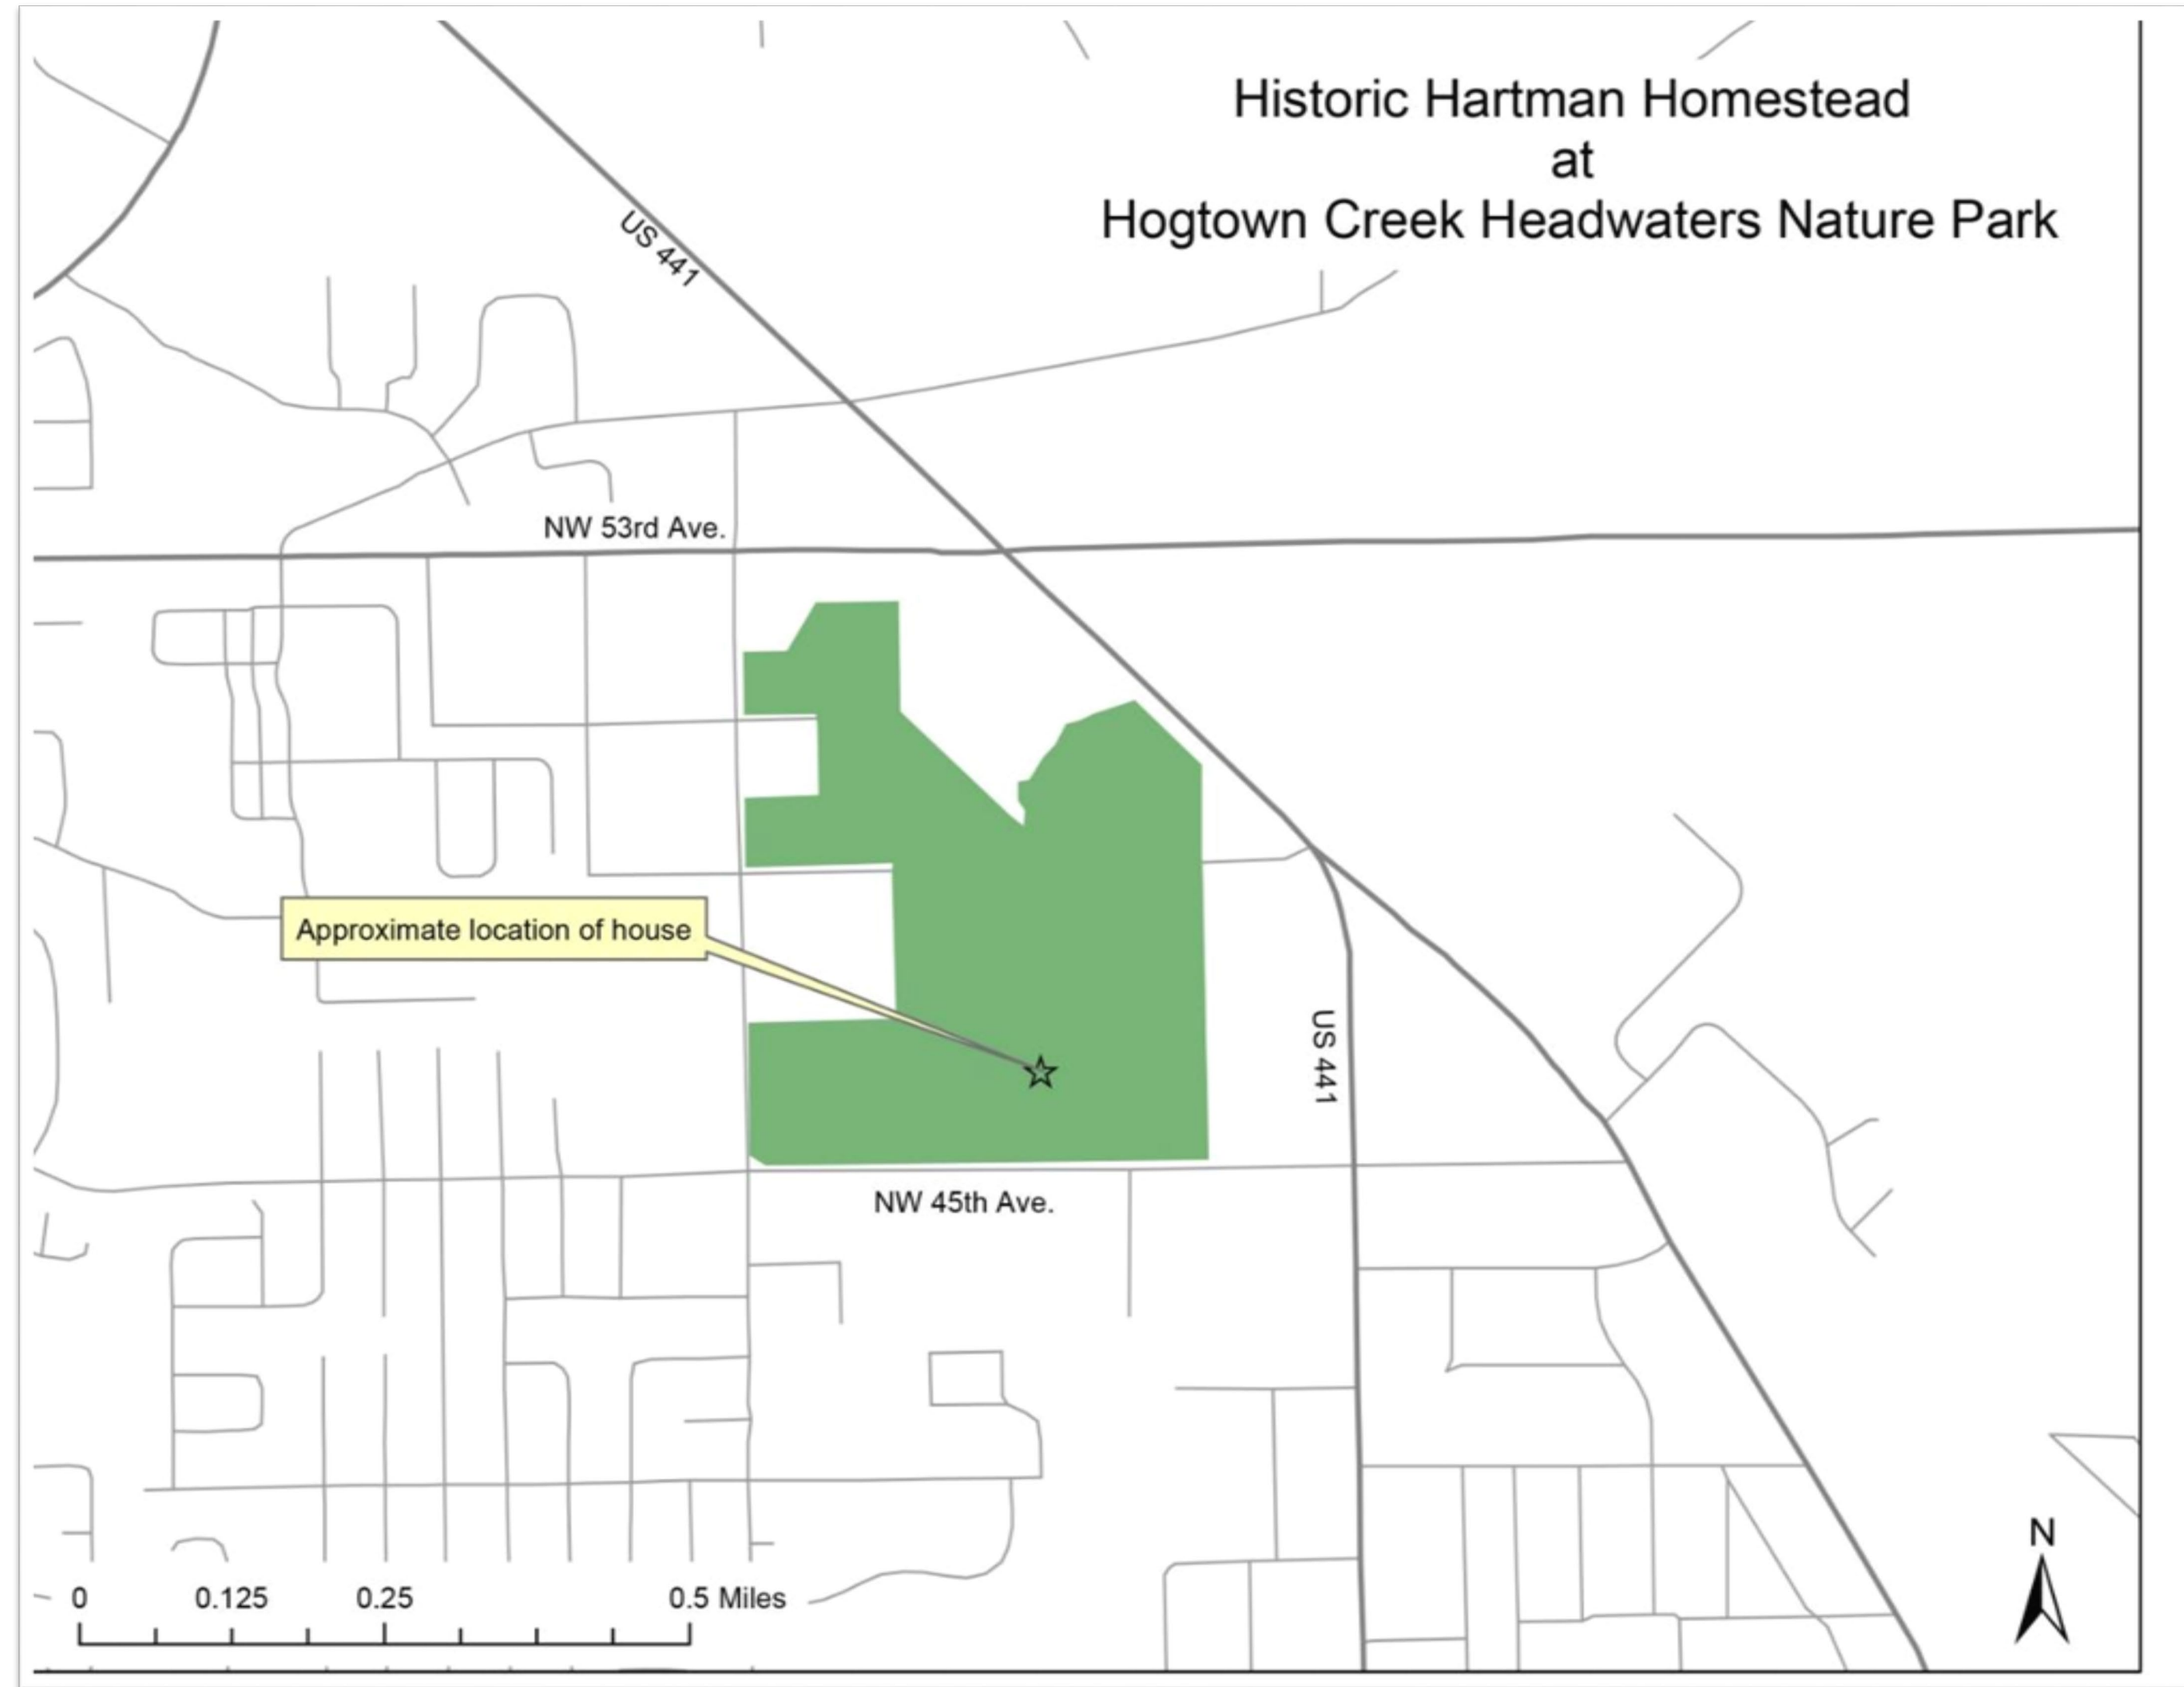 Historic Hartman Homestead
at
Hogtown Creek Headwaters Nature Park
US 441
NW 53rd Ave.
Approximate location of house
US 441
NW 45th Ave.
N
0 0.125 0.25 0.5 Miles